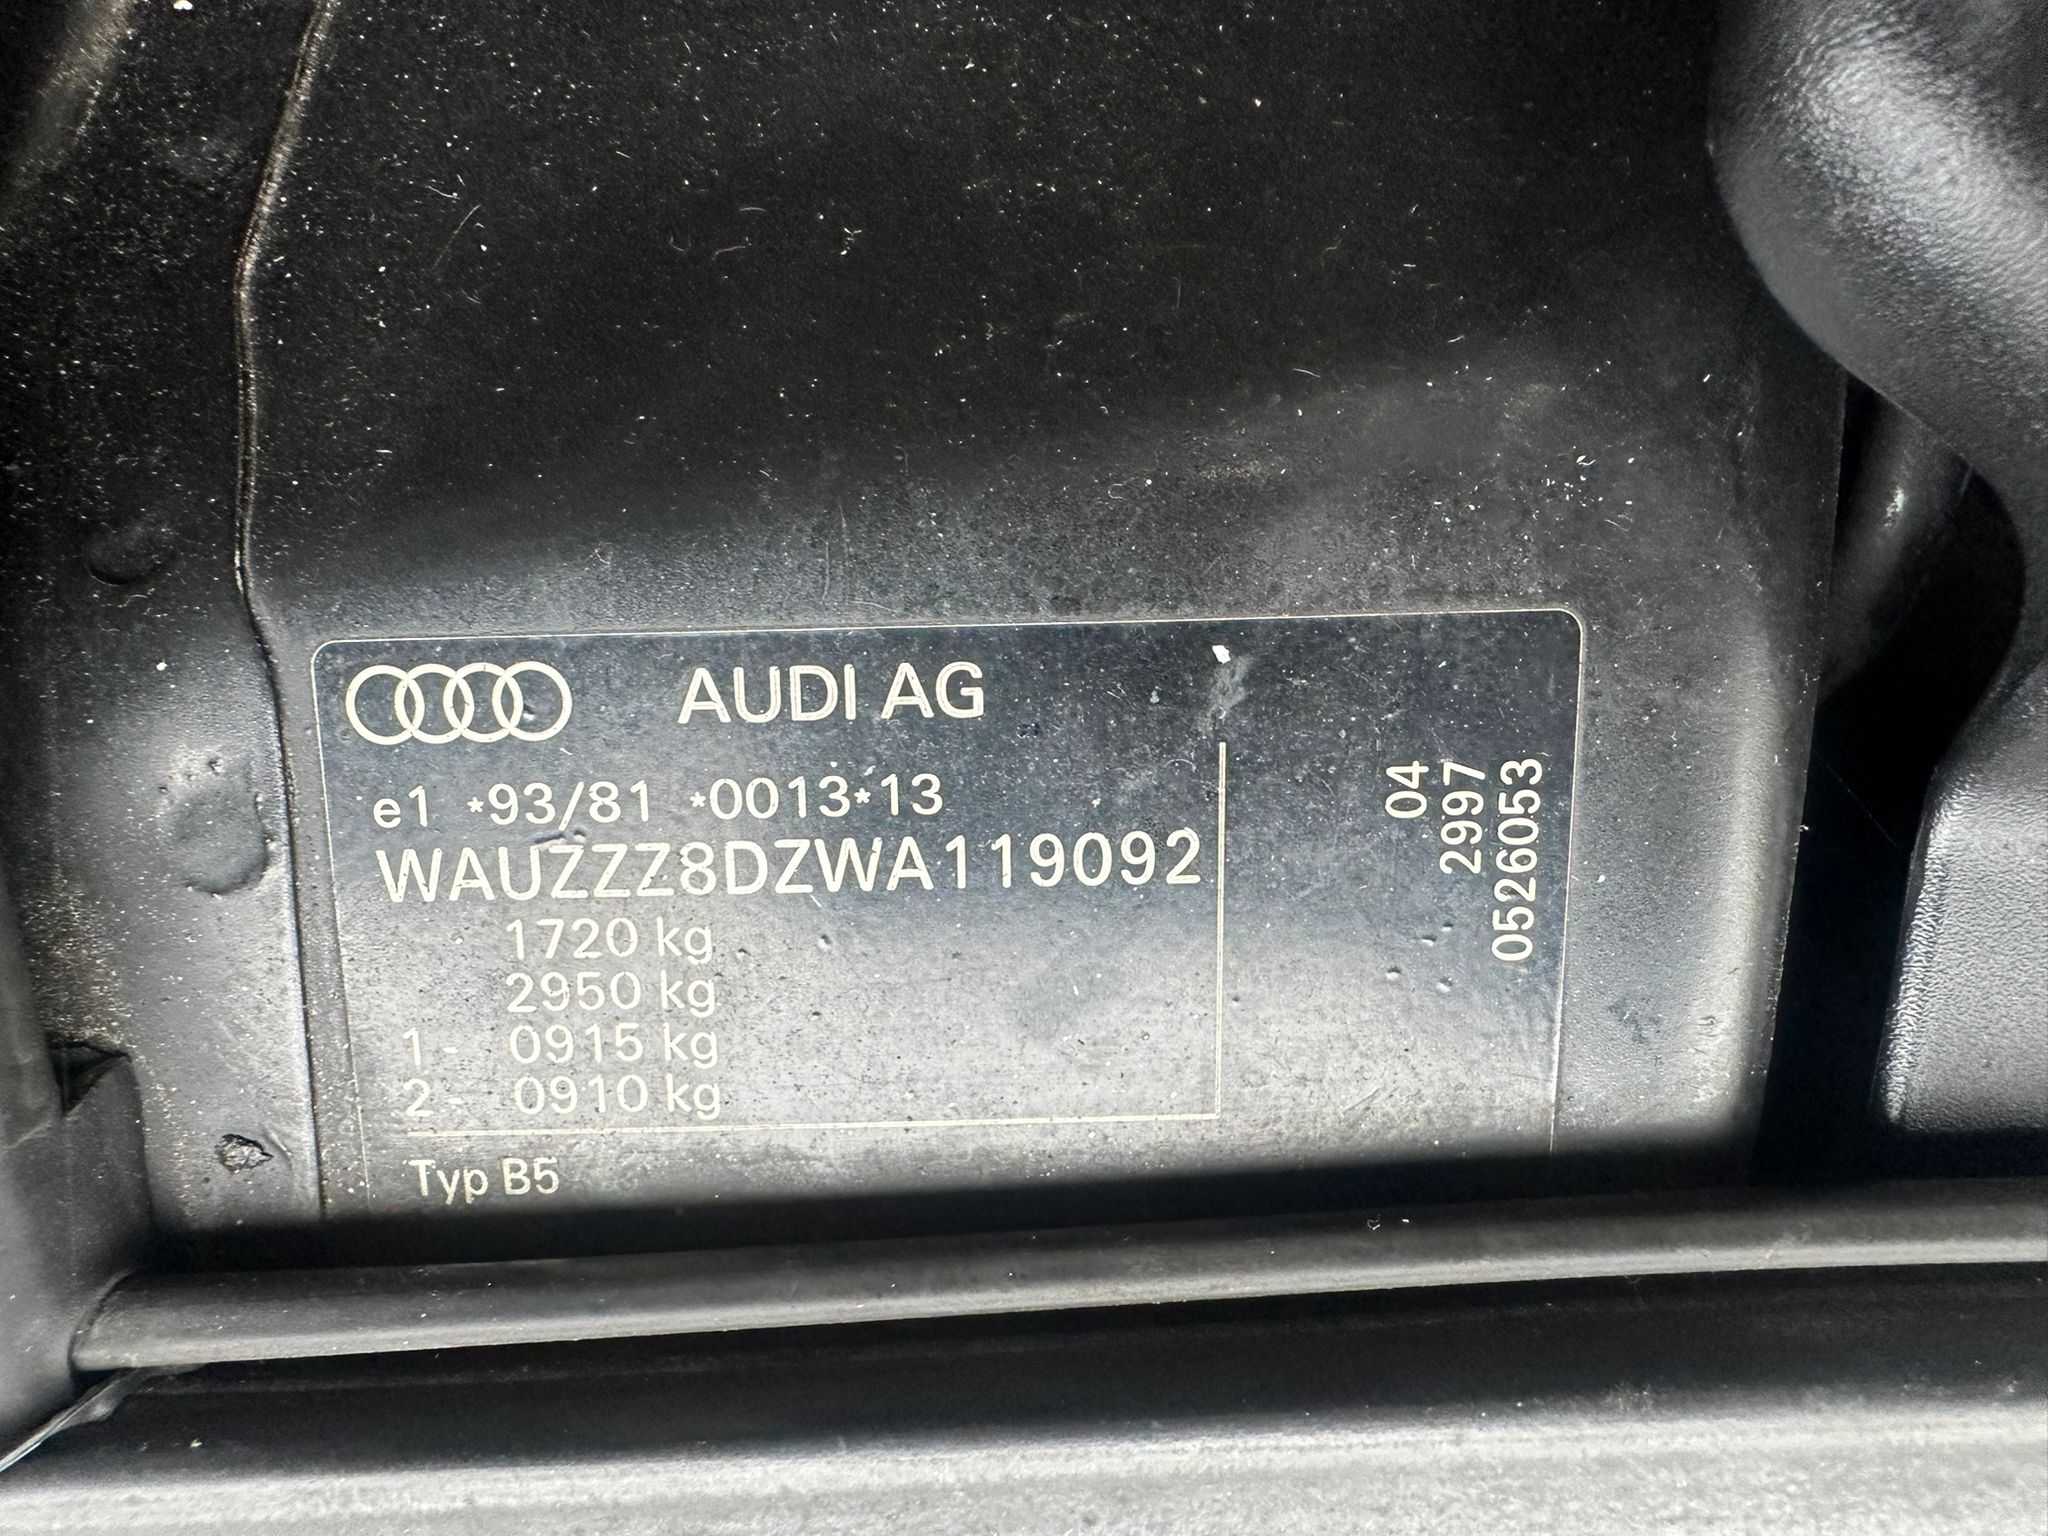 AUDI AG
e1 *93/81 *0013*13
WAUZZZ8DZWA119092
1720 kg
2950 kg
1- 0915 kg
2- 0910 kg
Typ B5
04
2997
0526053